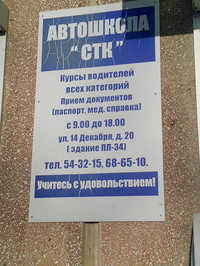 АВТОШКОЛА
"СТК"
Курсы водителей
всех категорий
Прием документов
(паспорт, мед. справка)
с 9.00 до 18.00
ул. 14 Декабря, д. 20
( здание ПЛ-34)
тел. 54-32-15, 68-65-10.
Учитесь с удовольствием!